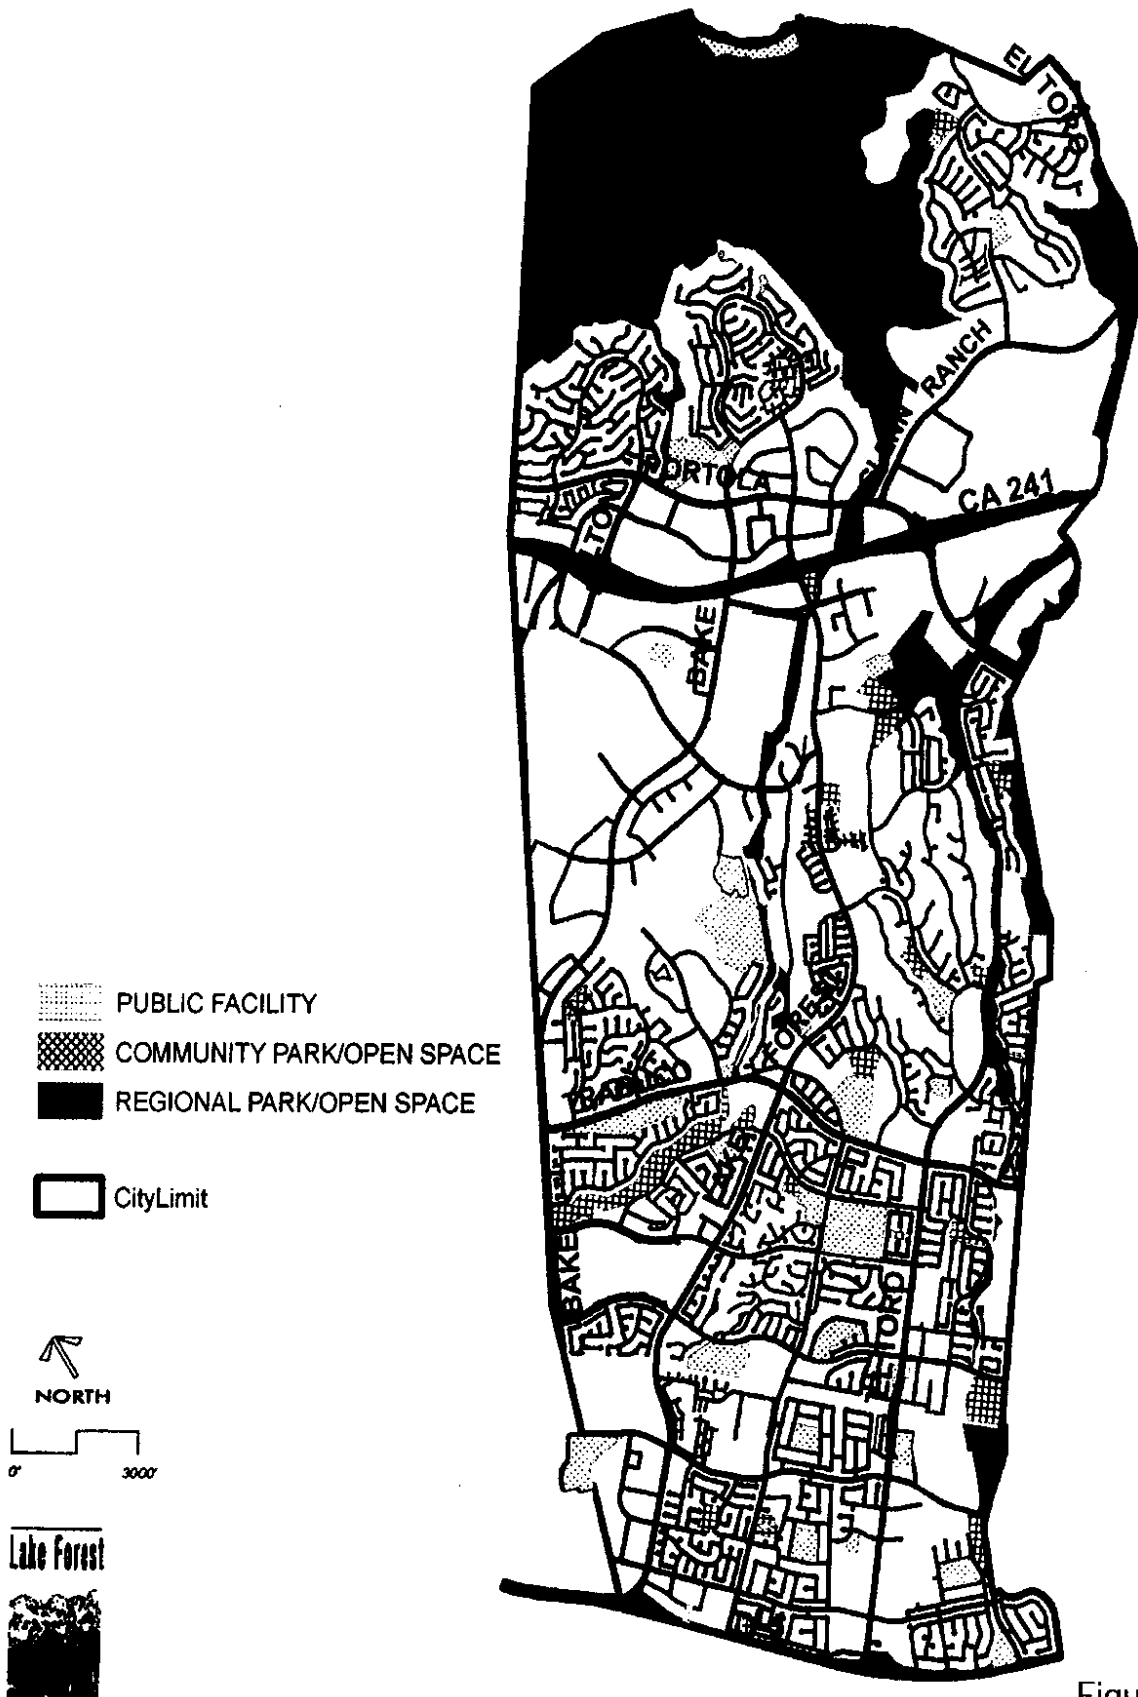 EL TORO
RANCH
PORTOLA
CA 241
BAKE
PUBLIC FACILITY
COMMUNITY PARK/OPEN SPACE
REGIONAL PARK/OPEN SPACE
CityLimit
BAKE
EL TORO
NORTH
0'
3000'
Lake Forest